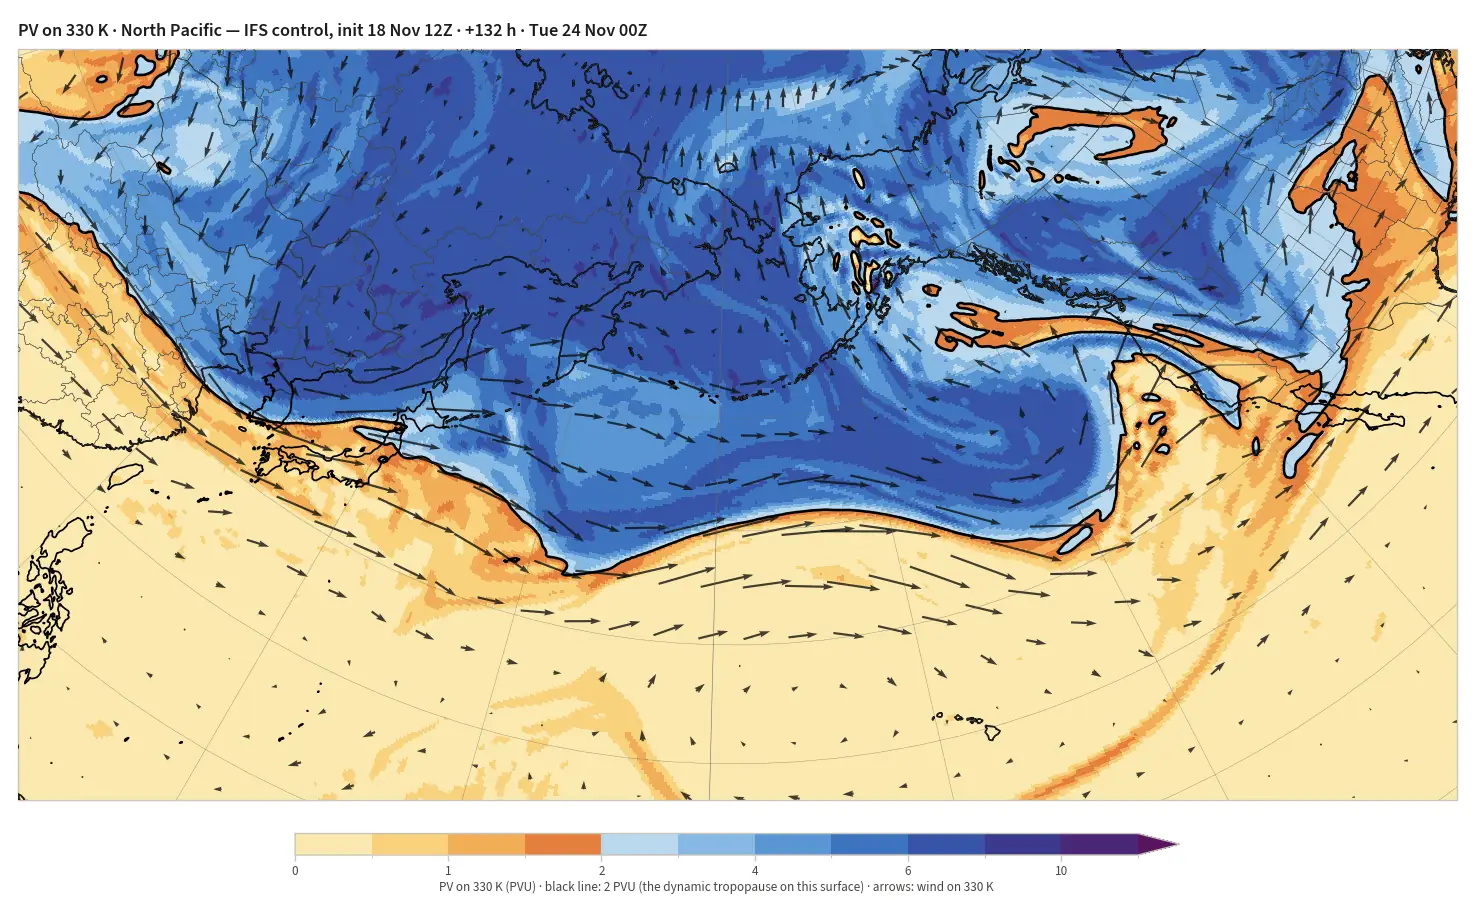 PV on 330 K · North Pacific — IFS control, init 18 Nov 12Z · +132 h · Tue 24 Nov 00Z
0 1 2 4 6 10
PV on 330 K (PVU) · black line: 2 PVU (the dynamic tropopause on this surface) · arrows: wind on 330 K